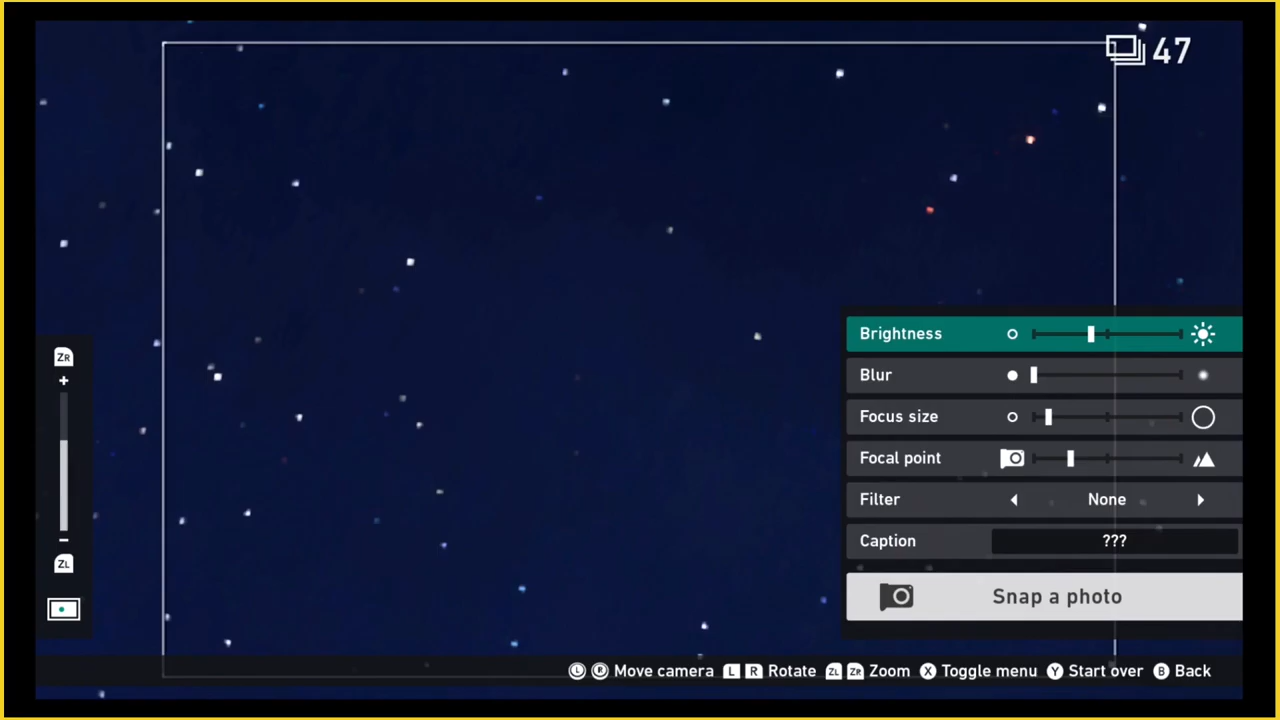 47
Brightness
Blur
Focus size
Focal point
Filter None
Caption ???
Snap a photo
ZR
+
-
ZL
L R Move camera L R Rotate ZL ZR Zoom X Toggle menu Y Start over B Back